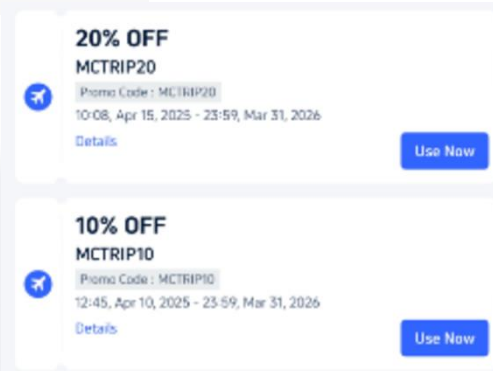 20% OFF
MCTRIP20
Promo Code : MCTRIP20
10:08, Apr 15, 2025 - 23:59, Mar 31, 2026
Details
Use Now
10% OFF
MCTRIP10
Promo Code : MCTRIP10
12:45, Apr 10, 2025 - 23:59, Mar 31, 2026
Details
Use Now